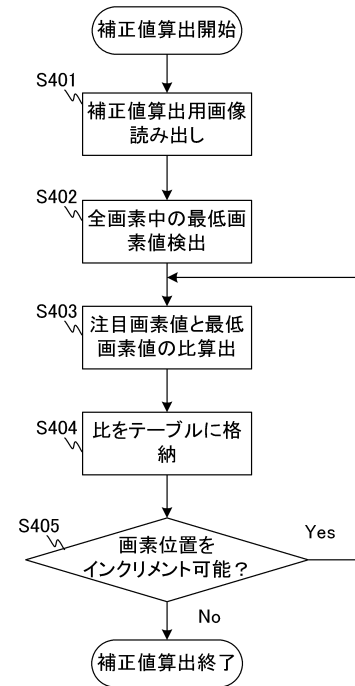 補正値算出開始
S401
補正値算出用画像
読み出し
S402
全画素中の最低画
素値検出
S403
注目画素値と最低
画素値の比算出
S404
比をテーブルに格
納
S405
画素位置を
インクリメント可能？
Yes
No
補正値算出終了